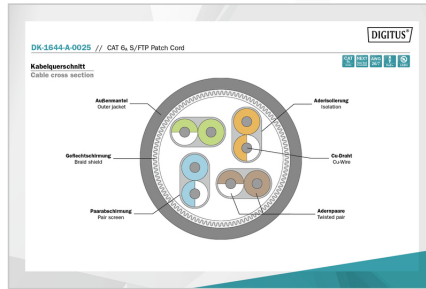 DIGITUS®
DK-1644-A-0025 // CAT 6A S/FTP Patch Cord
Kabelquerschnitt
Cable cross section
Außenmantel
Outer jacket
Aderisolierung
Isolation
Geflechtschirmung
Braid shield
Cu-Draht
Cu-Wire
Paarabschirmung
Pair screen
Adernpaare
Twisted pair